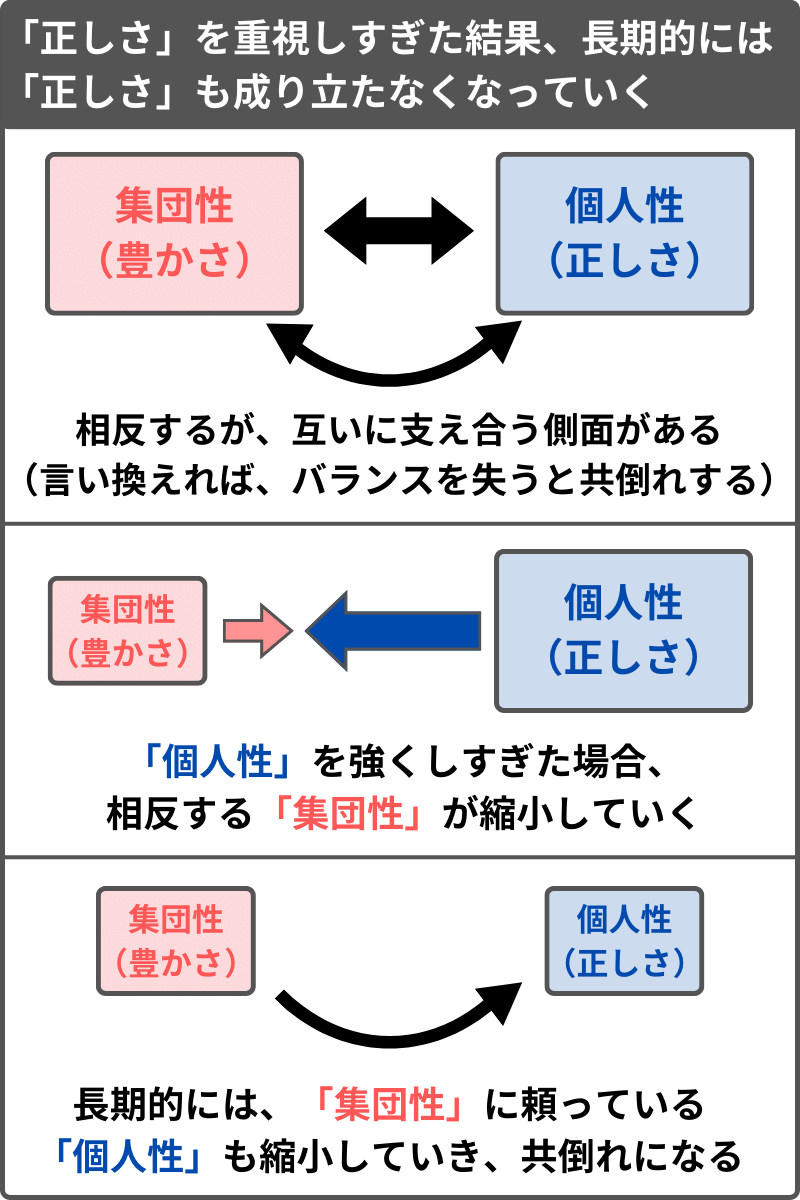 「正しさ」を重視しすぎた結果、長期的には
「正しさ」も成り立たなくなっていく
集団性
（豊かさ）
個人性
（正しさ）
相反するが、互いに支え合う側面がある
（言い換えれば、バランスを失うと共倒れする）
集団性
（豊かさ）
個人性
（正しさ）
「個人性」を強くしすぎた場合、
相反する「集団性」が縮小していく
集団性
（豊かさ）
個人性
（正しさ）
長期的には、「集団性」に頼っている
「個人性」も縮小していき、共倒れになる